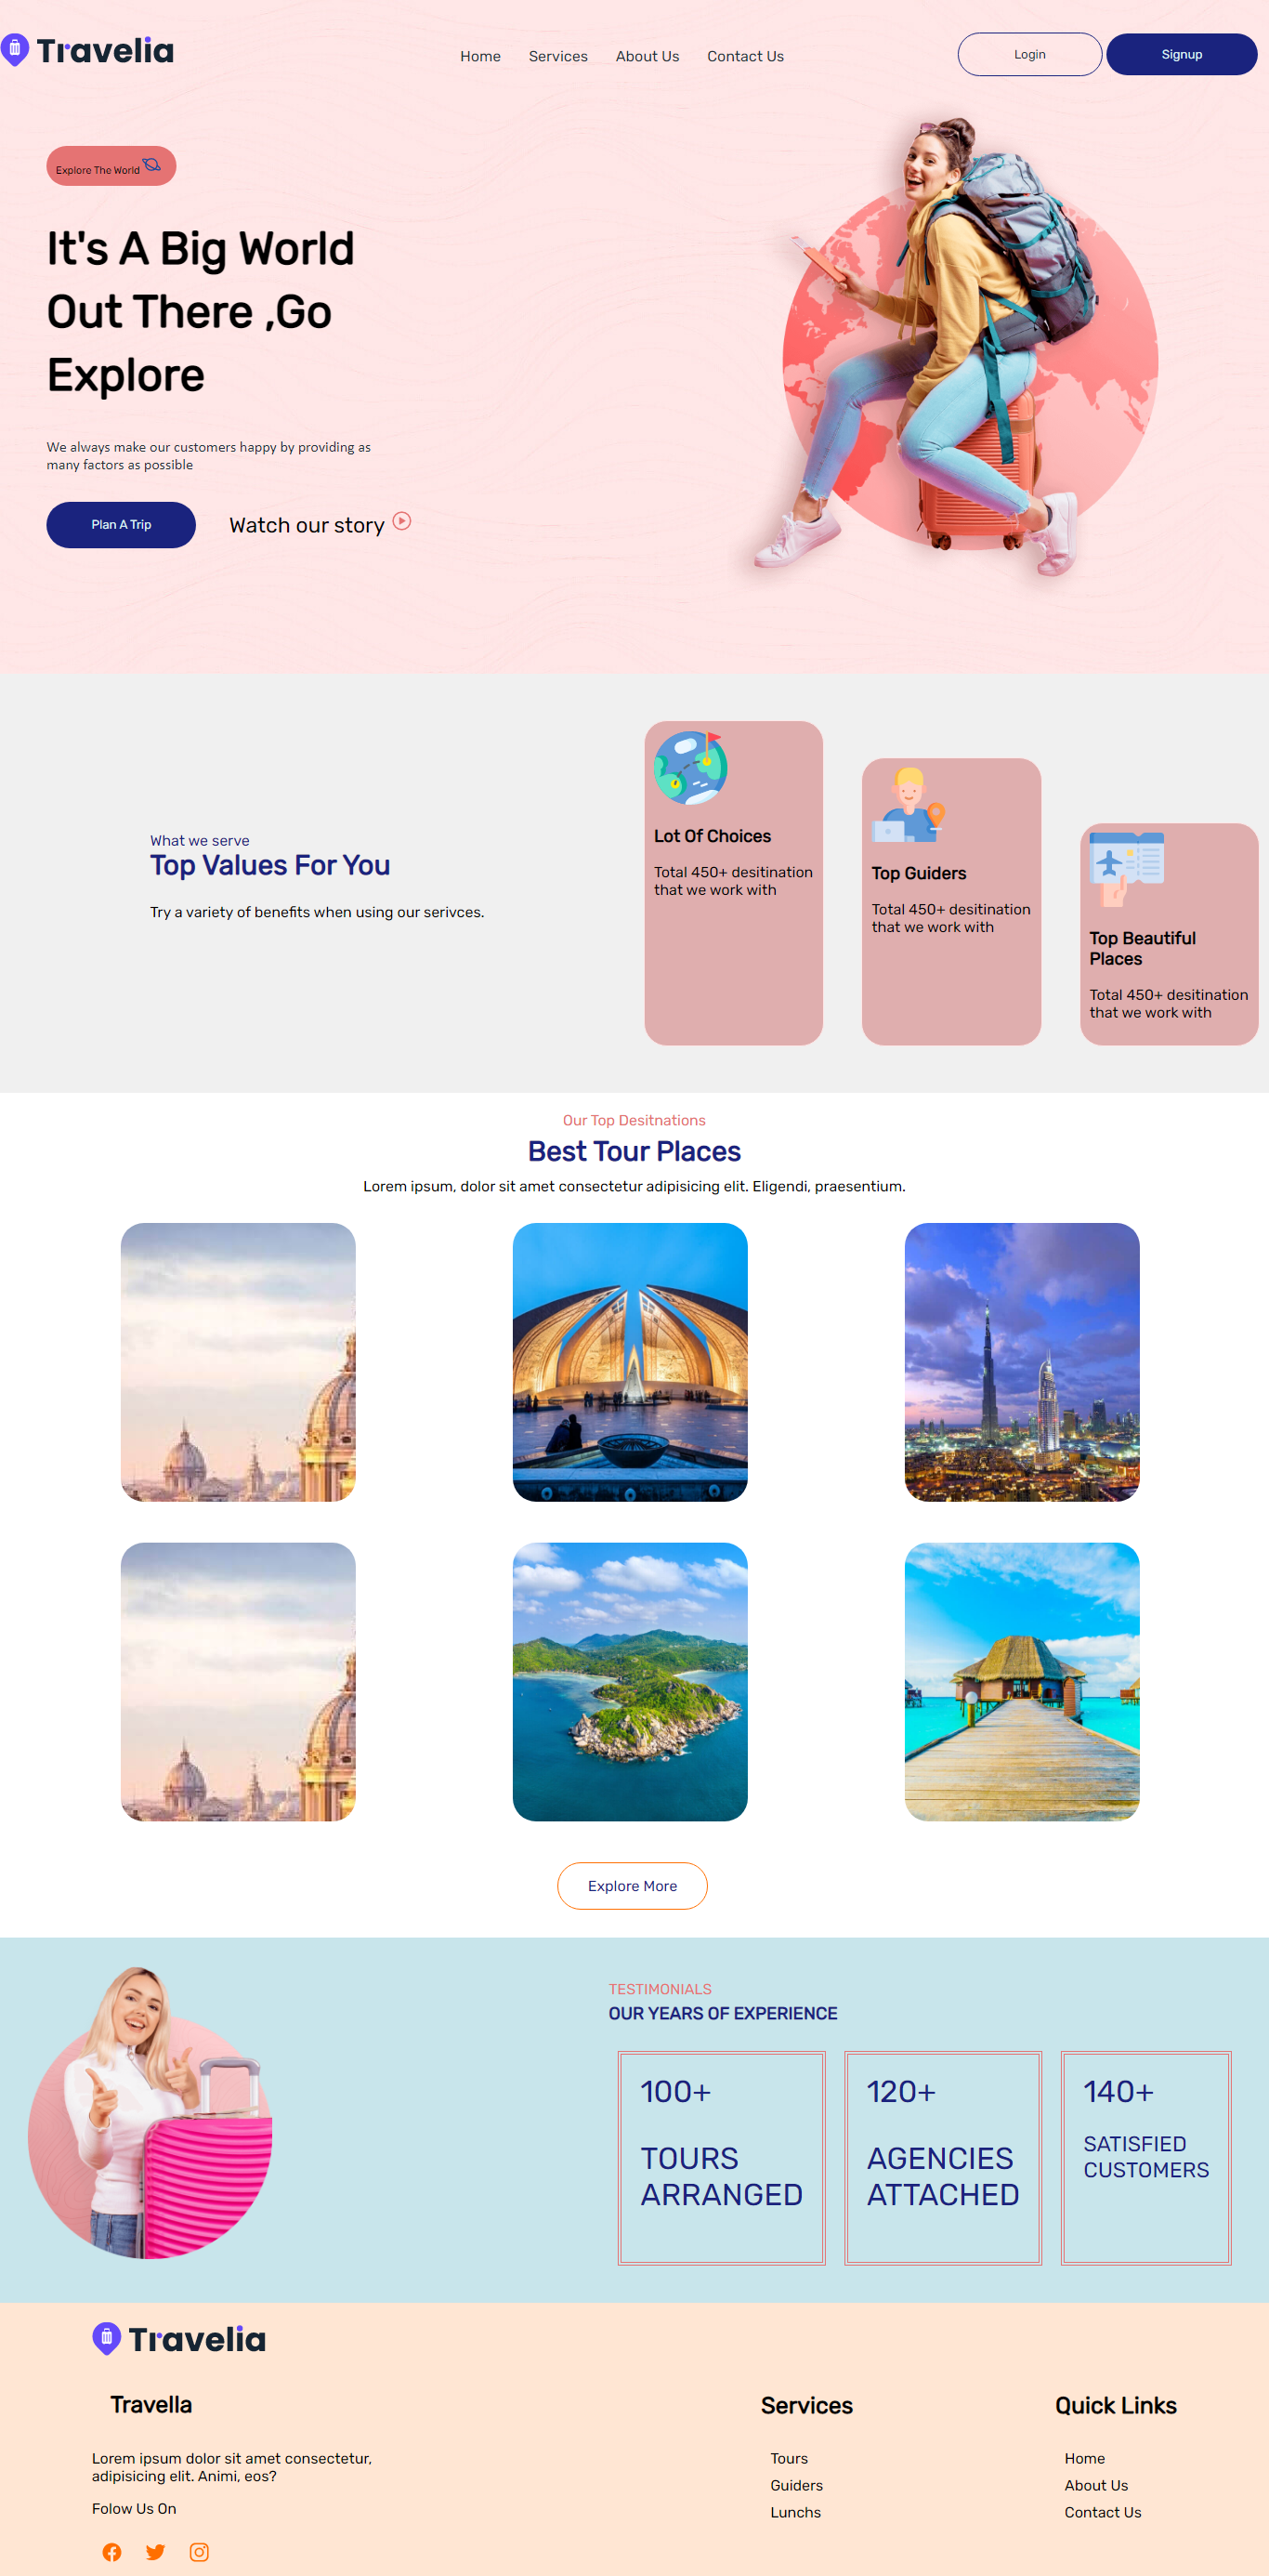 Travelia
Home Services About Us Contact Us
Login
Signup
Explore The World
It's A Big World
Out There ,Go
Explore
We always make our customers happy by providing as
many factors as possible
Plan A Trip
Watch our story
What we serve
Top Values For You
Try a variety of benefits when using our serivces.
Lot Of Choices
Total 450+ desitination
that we work with
Top Guiders
Total 450+ desitination
that we work with
Top Beautiful
Places
Total 450+ desitination
that we work with
Our Top Desitnations
Best Tour Places
Lorem ipsum, dolor sit amet consectetur adipisicing elit. Eligendi, praesentium.
Explore More
TESTIMONIALS
OUR YEARS OF EXPERIENCE
100+
TOURS
ARRANGED
120+
AGENCIES
ATTACHED
140+
SATISFIED
CUSTOMERS
Travelia
Travella
Lorem ipsum dolor sit amet consectetur,
adipisicing elit. Animi, eos?
Folow Us On
Services
Tours
Guiders
Lunchs
Quick Links
Home
About Us
Contact Us